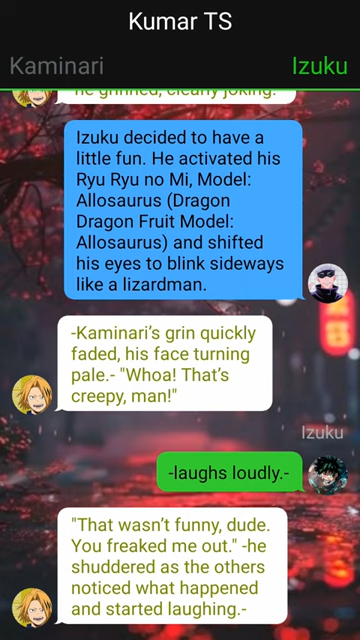 Kumar TS
Kaminari
Izuku
he grinned, clearly joking.
Izuku decided to have a
little fun. He activated his
Ryu Ryu no Mi, Model:
Allosaurus (Dragon
Dragon Fruit Model:
Allosaurus) and shifted
his eyes to blink sideways
like a lizardman.
-Kaminari’s grin quickly
faded, his face turning
pale.- "Whoa! That’s
creepy, man!"
Izuku
-laughs loudly.-
"That wasn’t funny, dude.
You freaked me out." -he
shuddered as the others
noticed what happened
and started laughing.-